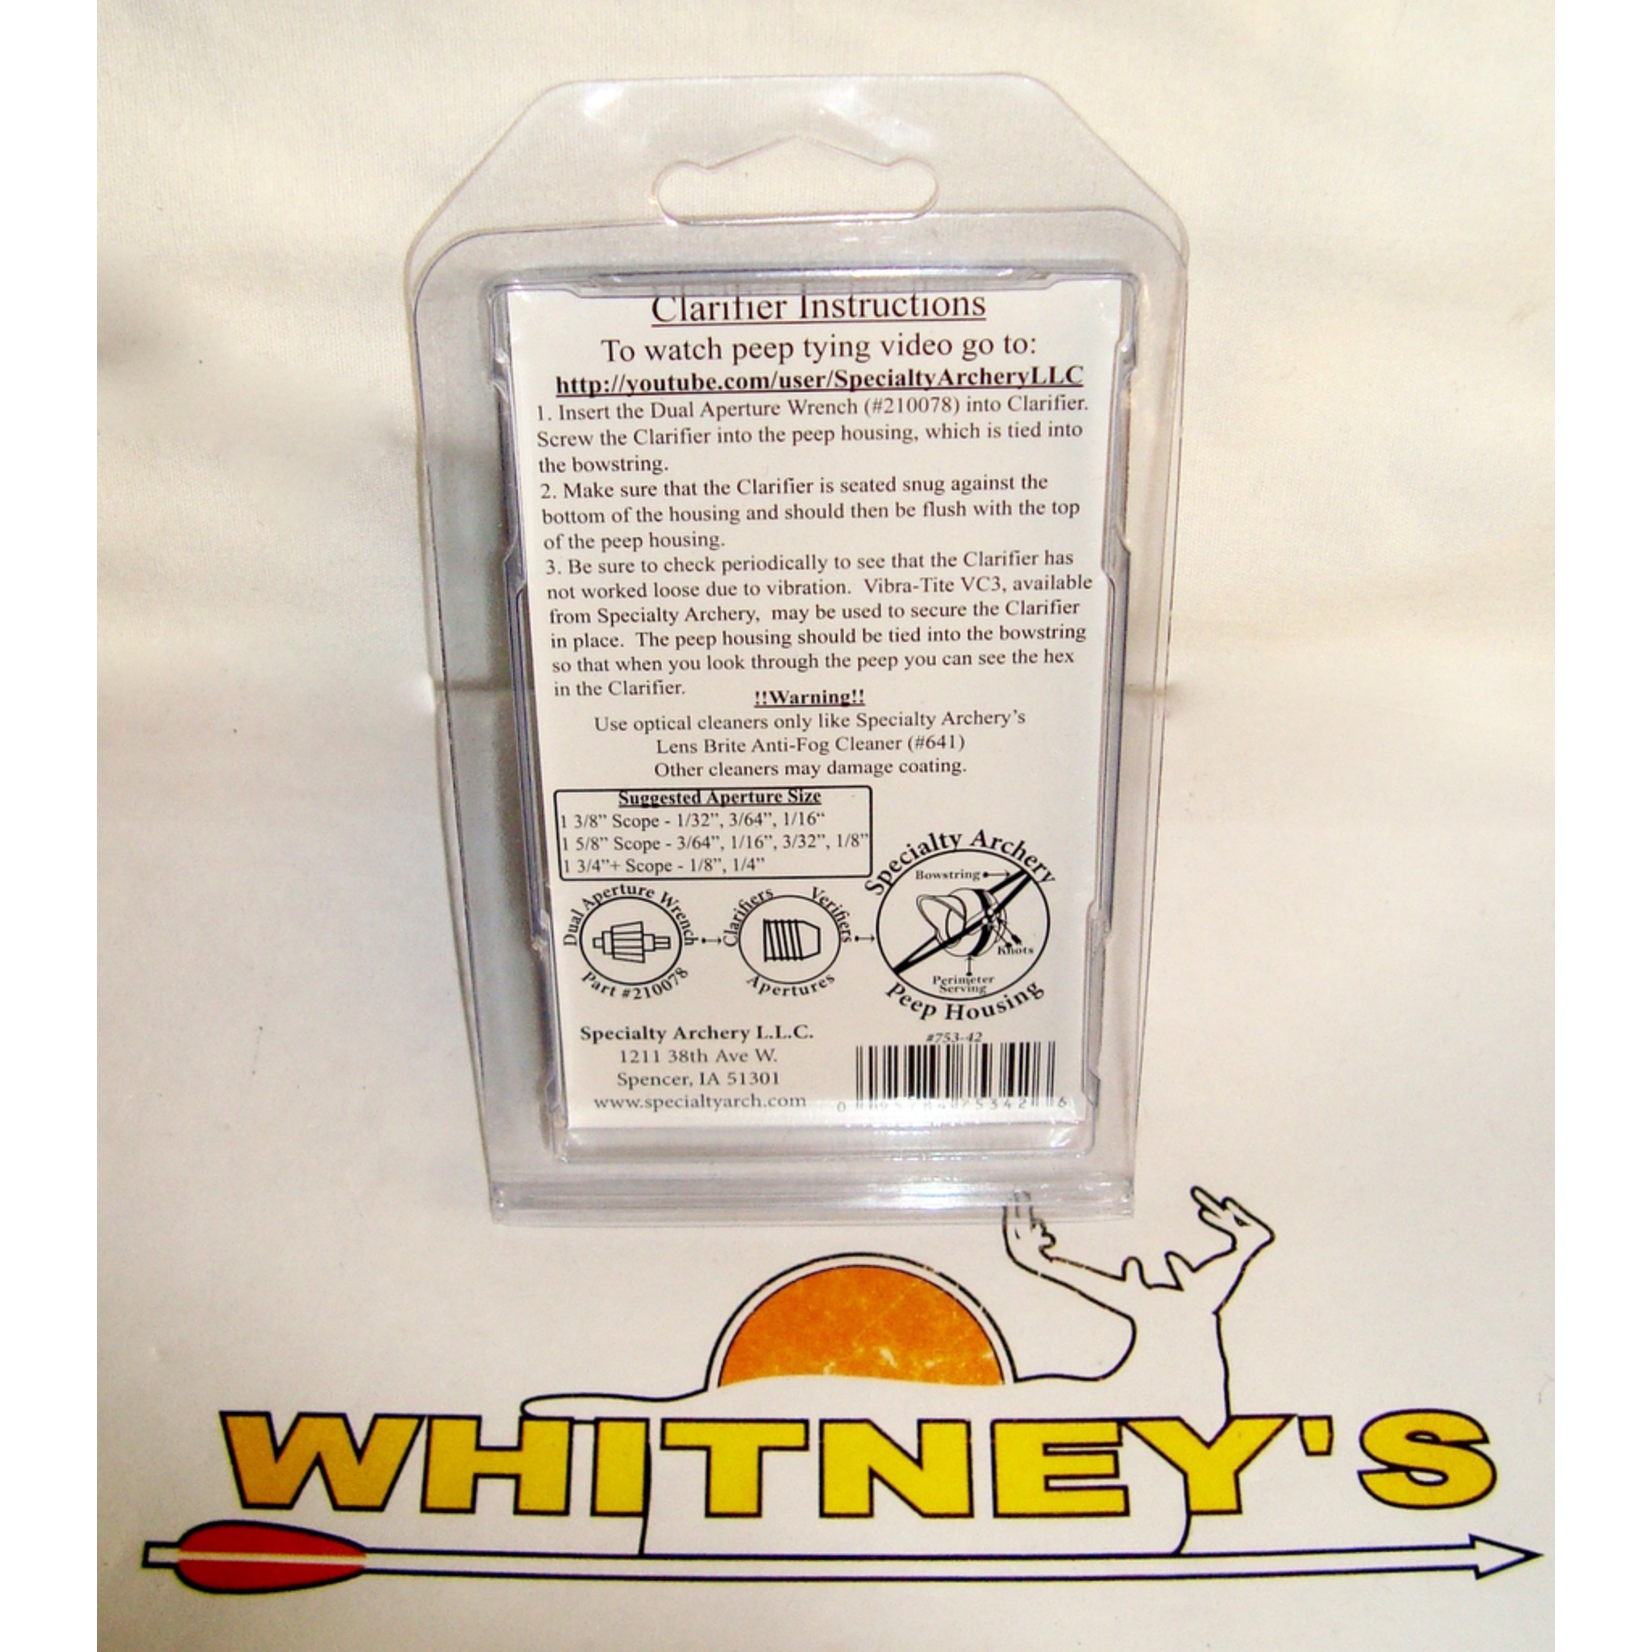 Clarifier Instructions
To watch peep tying video go to:
http://youtube.com/user/SpecialtyArcheryLLC
1. Insert the Dual Aperture Wrench (#210078) into Clarifier.
Screw the Clarifier into the peep housing, which is tied into
the bowstring.
2. Make sure that the Clarifier is seated snug against the
bottom of the housing and should then be flush with the top
of the peep housing.
3. Be sure to check periodically to see that the Clarifier has
not worked loose due to vibration. Vibra-Tite VC3, available
from Specialty Archery, may be used to secure the Clarifier
in place. The peep housing should be tied into the bowstring
so that when you look through the peep you can see the hex
in the Clarifier.
!!Warning!!
Use optical cleaners only like Specialty Archery's
Lens Brite Anti-Fog Cleaner (#641)
Other cleaners may damage coating.
Suggested Aperture Size
1 3/8" Scope - 1/32", 3/64", 1/16"
1 5/8" Scope - 3/64", 1/16", 3/32", 1/8"
1 3/4"+ Scope - 1/8", 1/4"
Dual Aperture Wrench
Part #210078
Clarifiers
Verifiers
Apertures
Specialty Archery
Bowstring
Knots
Perimeter
Serving
Peep Housing
Specialty Archery L.L.C.
1211 38th Ave W.
Spencer, IA 51301
www.specialtyarch.com
#753-42
WHITNEY'S